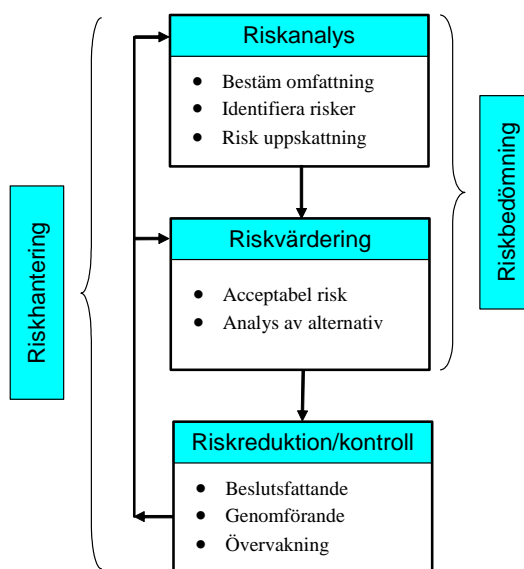 Riskanalys
Bestäm omfattning
Identifiera risker
Risk uppskattning
Riskvärdering
Acceptabel risk
Analys av alternativ
Riskreduktion/kontroll
Beslutsfattande
Genomförande
Övervakning
Riskhantering
Riskbedömning